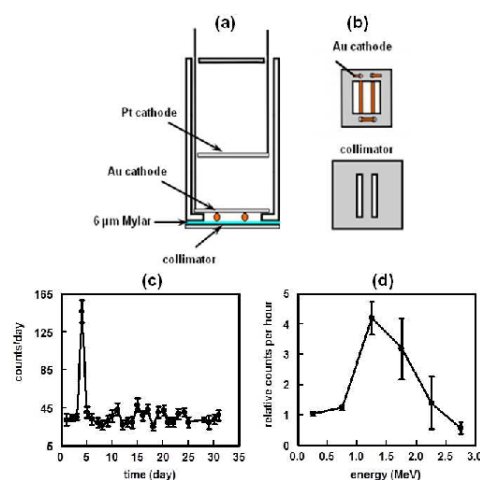 (a)
(b)
Au cathode
Pt cathode
Au cathode
6 µm Mylar
collimator
collimator
(c)
counts/day
165
125
85
45
6
0 5 10 15 20 25 30 35
time (day)
(d)
relative counts per hour
5
4
3
2
1
0
0.0 0.5 1.0 1.5 2.0 2.5 3.0
energy (MeV)